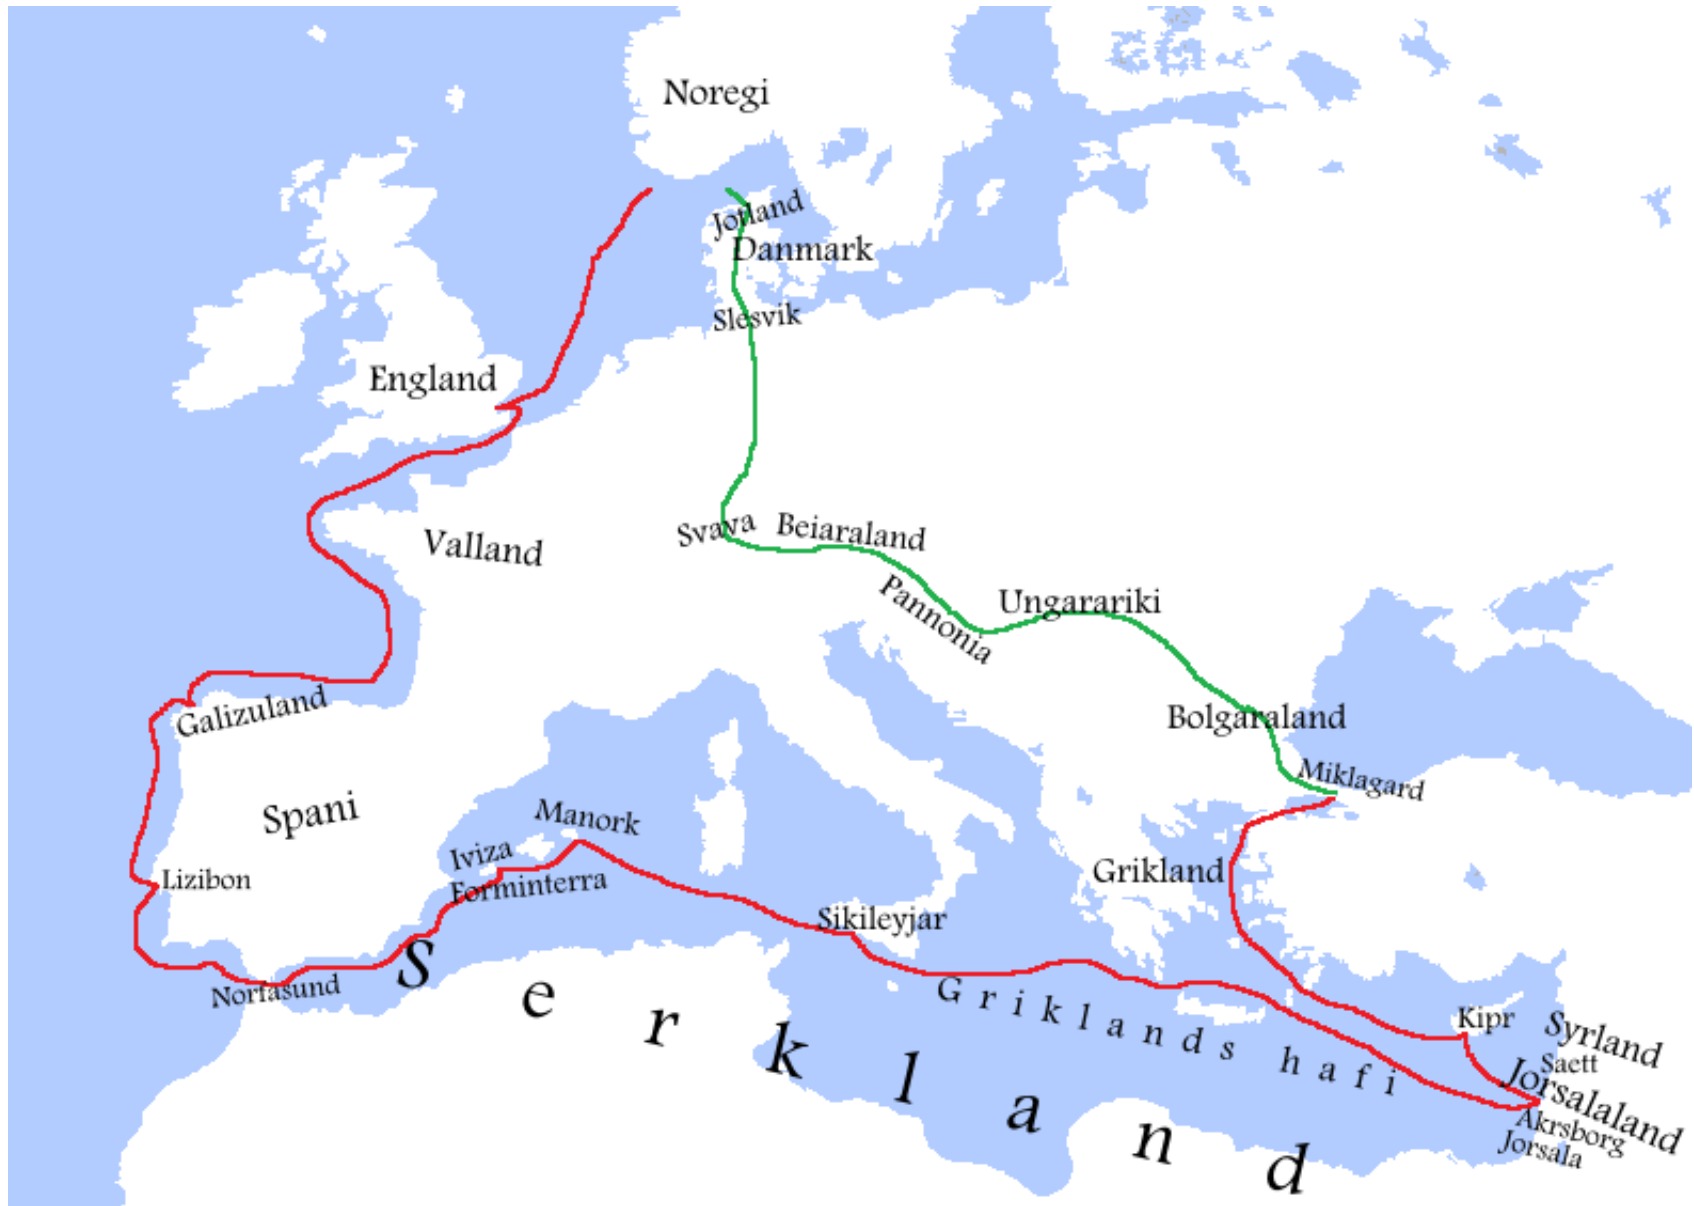 Noregi
Jotland
Danmark
Slesvik
England
Valland
Svava
Beiaraland
Pannonia
Ungarariki
Galizuland
Bolgaraland
Miklagard
Spani
Manork
Iviza
Forminterra
Lizibon
Grikland
Sikileyjar
Norfasund
Serkland
Griklands hafi
Kipr
Syrland
Saett
Jorsalaland
Akrsborg
Jorsala